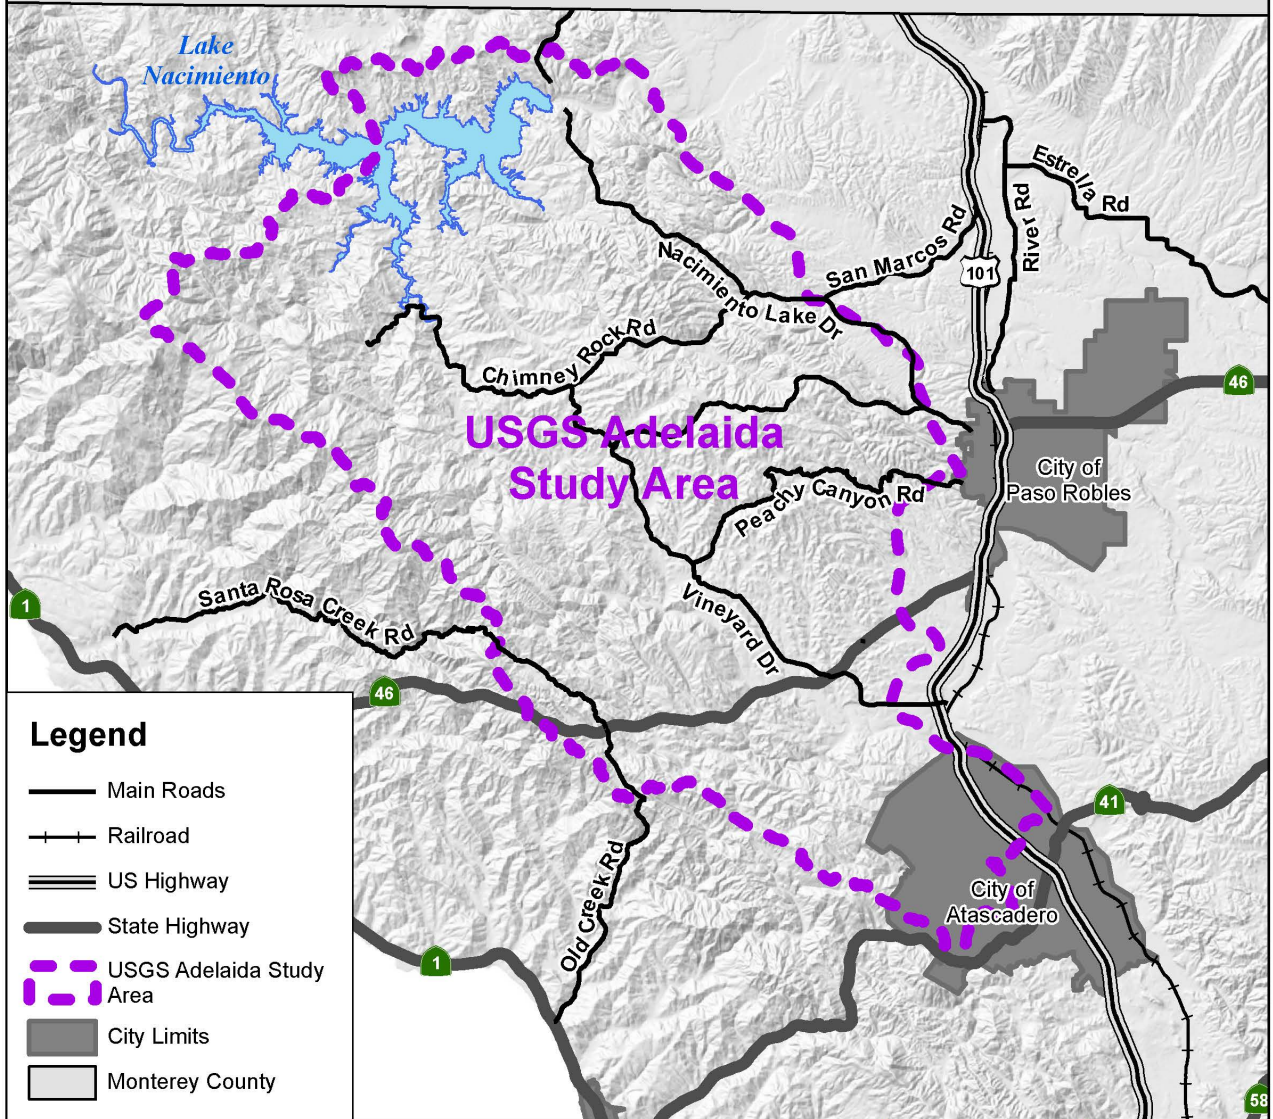 Lake
Nacimiento
Estrella Rd
River Rd
San Marcos Rd
101
Nacimiento Lake Dr
Chimney Rock Rd
46
USGS Adelaida
Study Area
City of
Paso Robles
Peachy Canyon Rd
1
Santa Rosa Creek Rd
Vineyard Dr
46
41
Old Creek Rd
City of
Atascadero
1
58
Legend
Main Roads
Railroad
US Highway
State Highway
USGS Adelaida Study
Area
City Limits
Monterey County